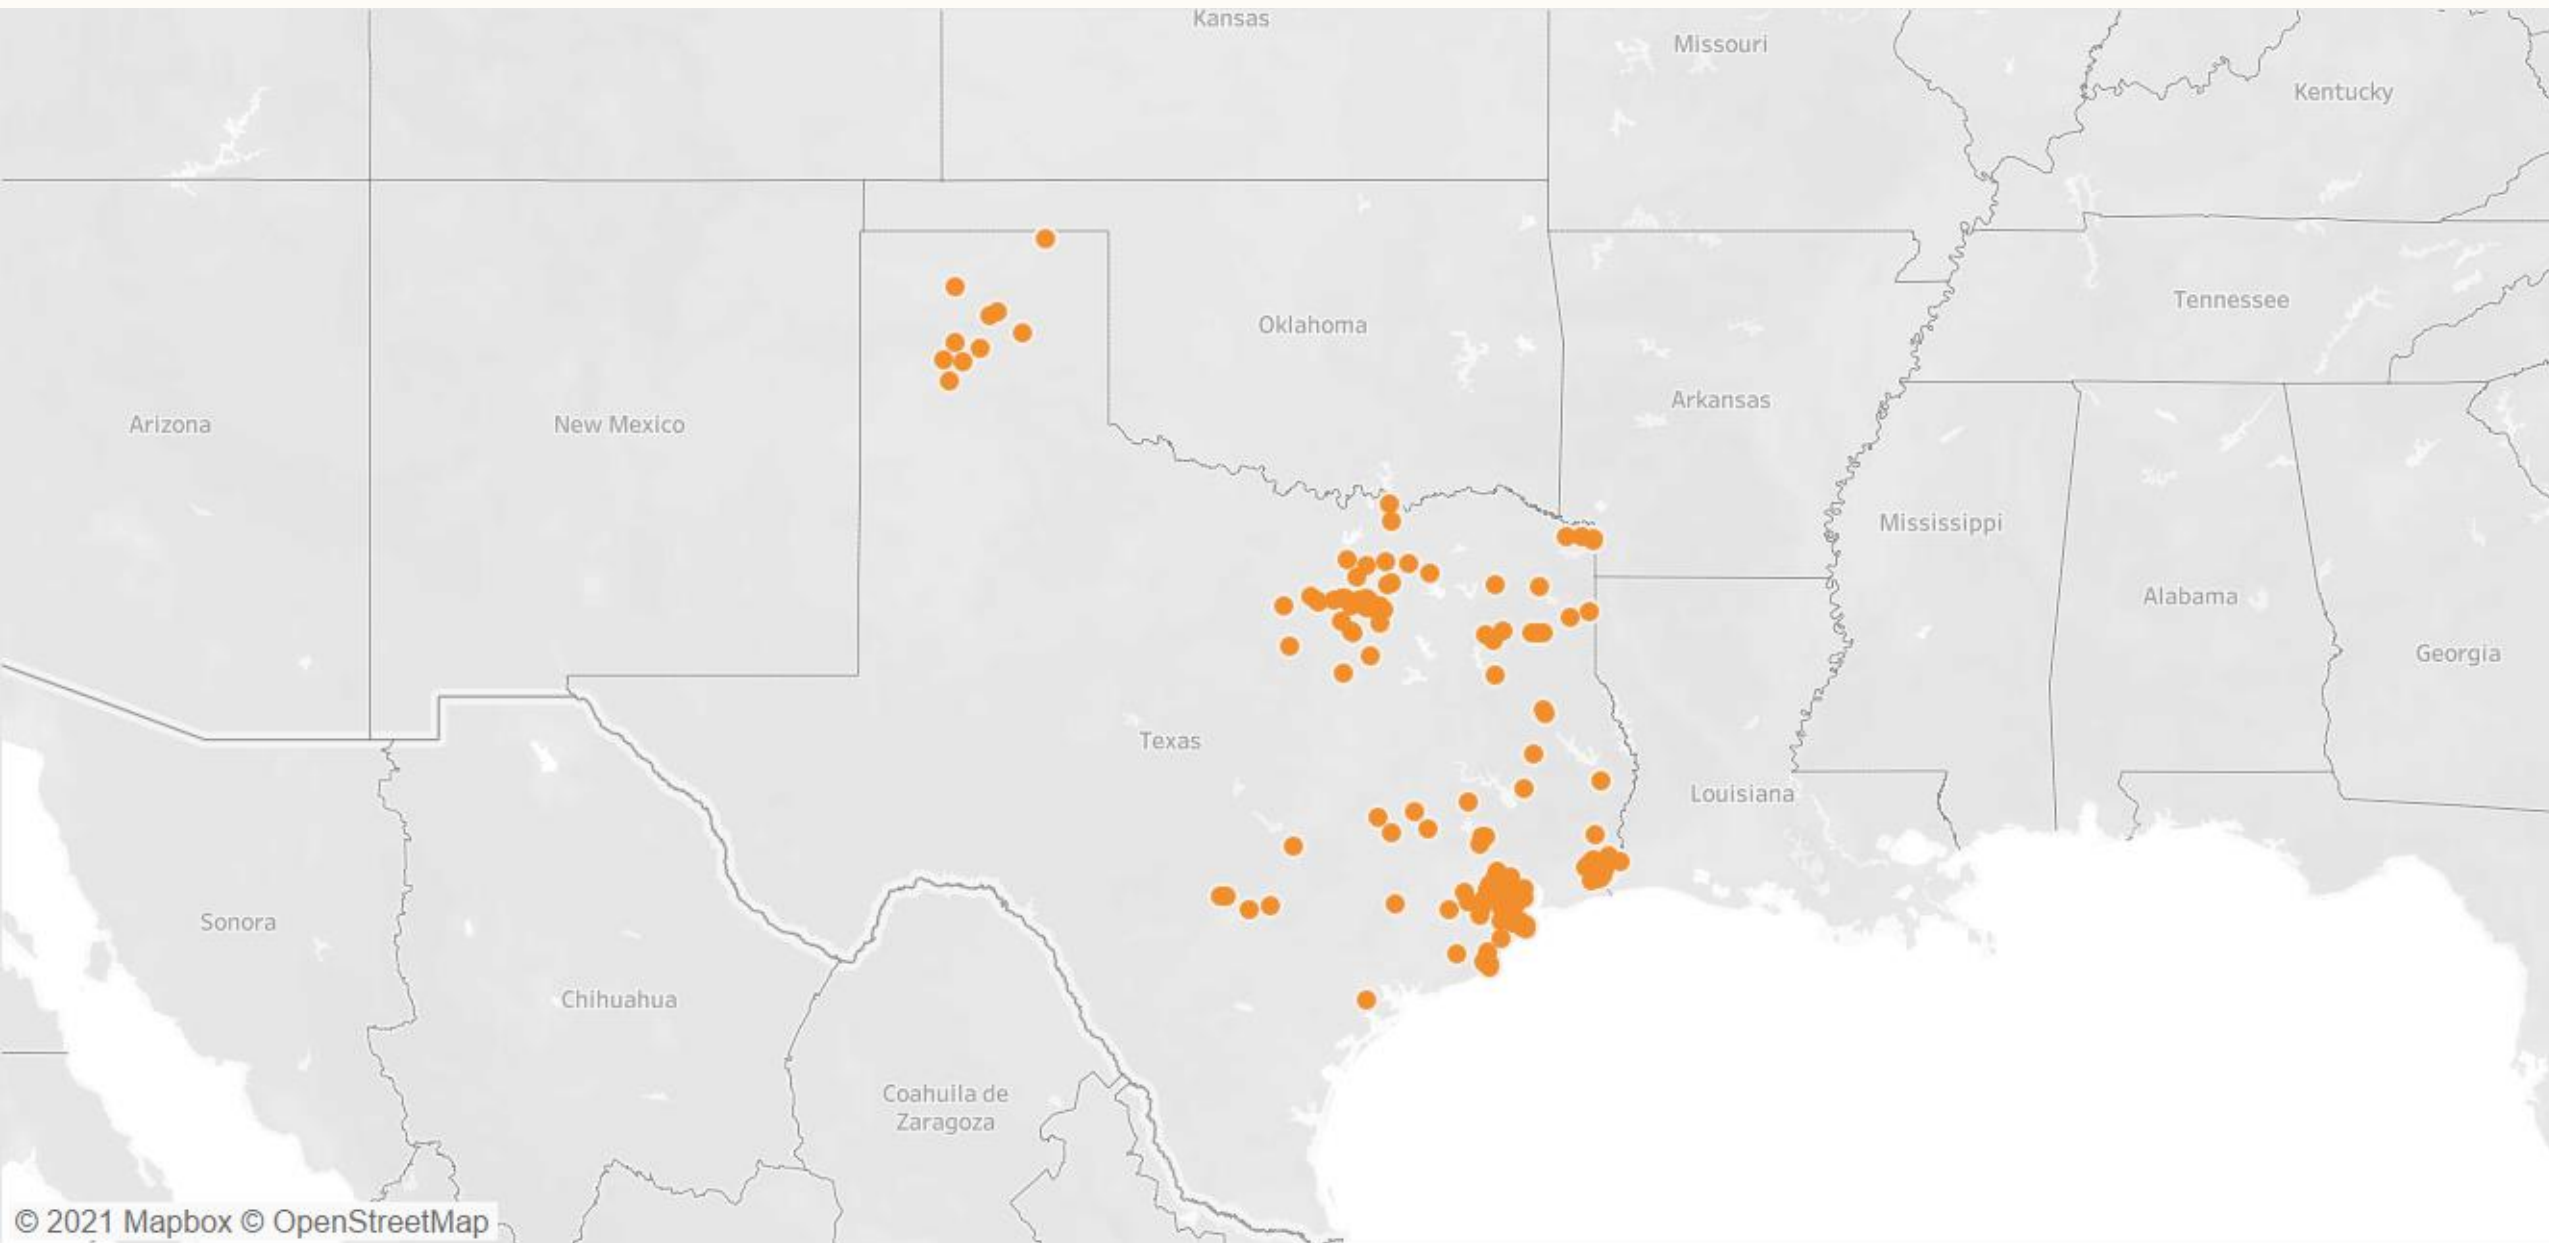 Kansas
Missouri
Kentucky
Tennessee
Oklahoma
Arkansas
Arizona
New Mexico
Mississippi
Alabama
Georgia
Texas
Louisiana
Sonora
Chihuahua
Coahuila de
Zaragoza
© 2021 Mapbox © OpenStreetMap